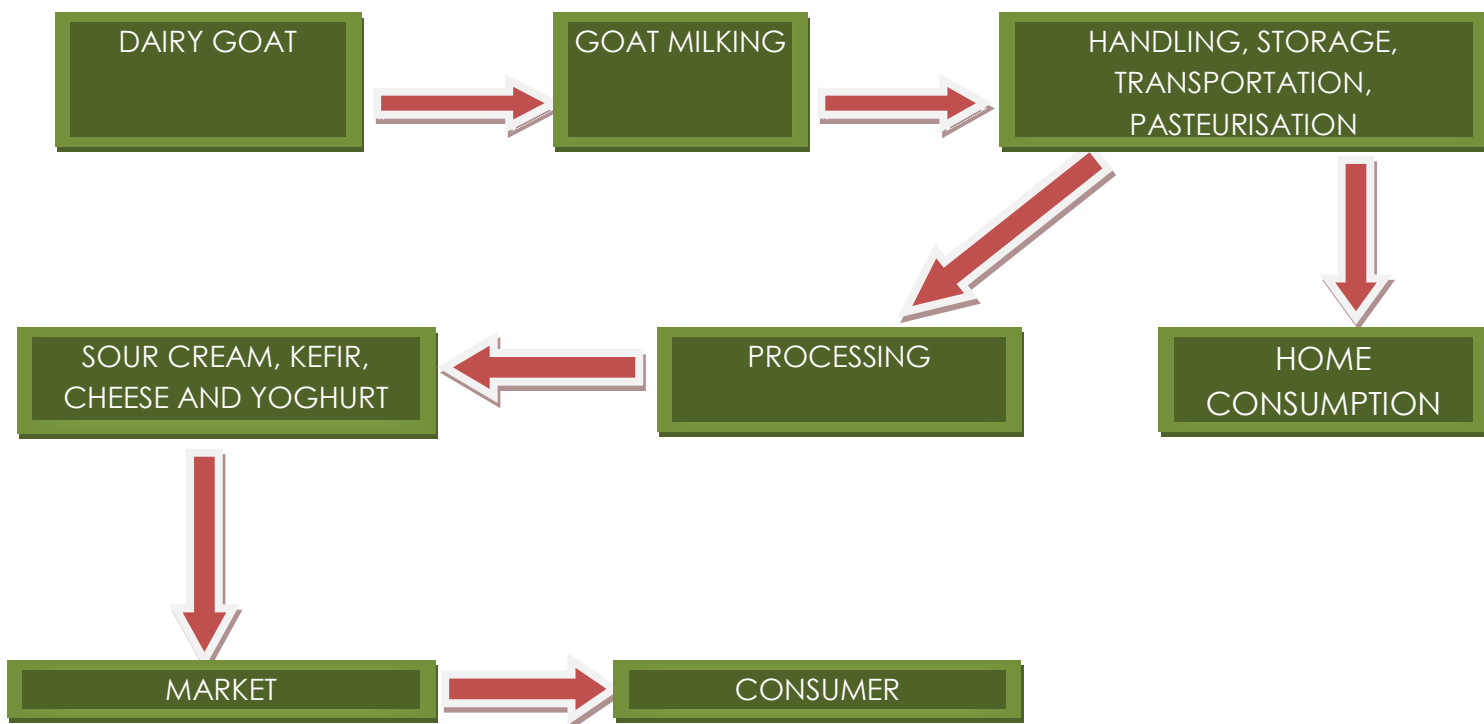 DAIRY GOAT
GOAT MILKING
HANDLING, STORAGE,
TRANSPORTATION,
PASTEURISATION
SOUR CREAM, KEFIR,
CHEESE AND YOGHURT
PROCESSING
HOME
CONSUMPTION
MARKET
CONSUMER